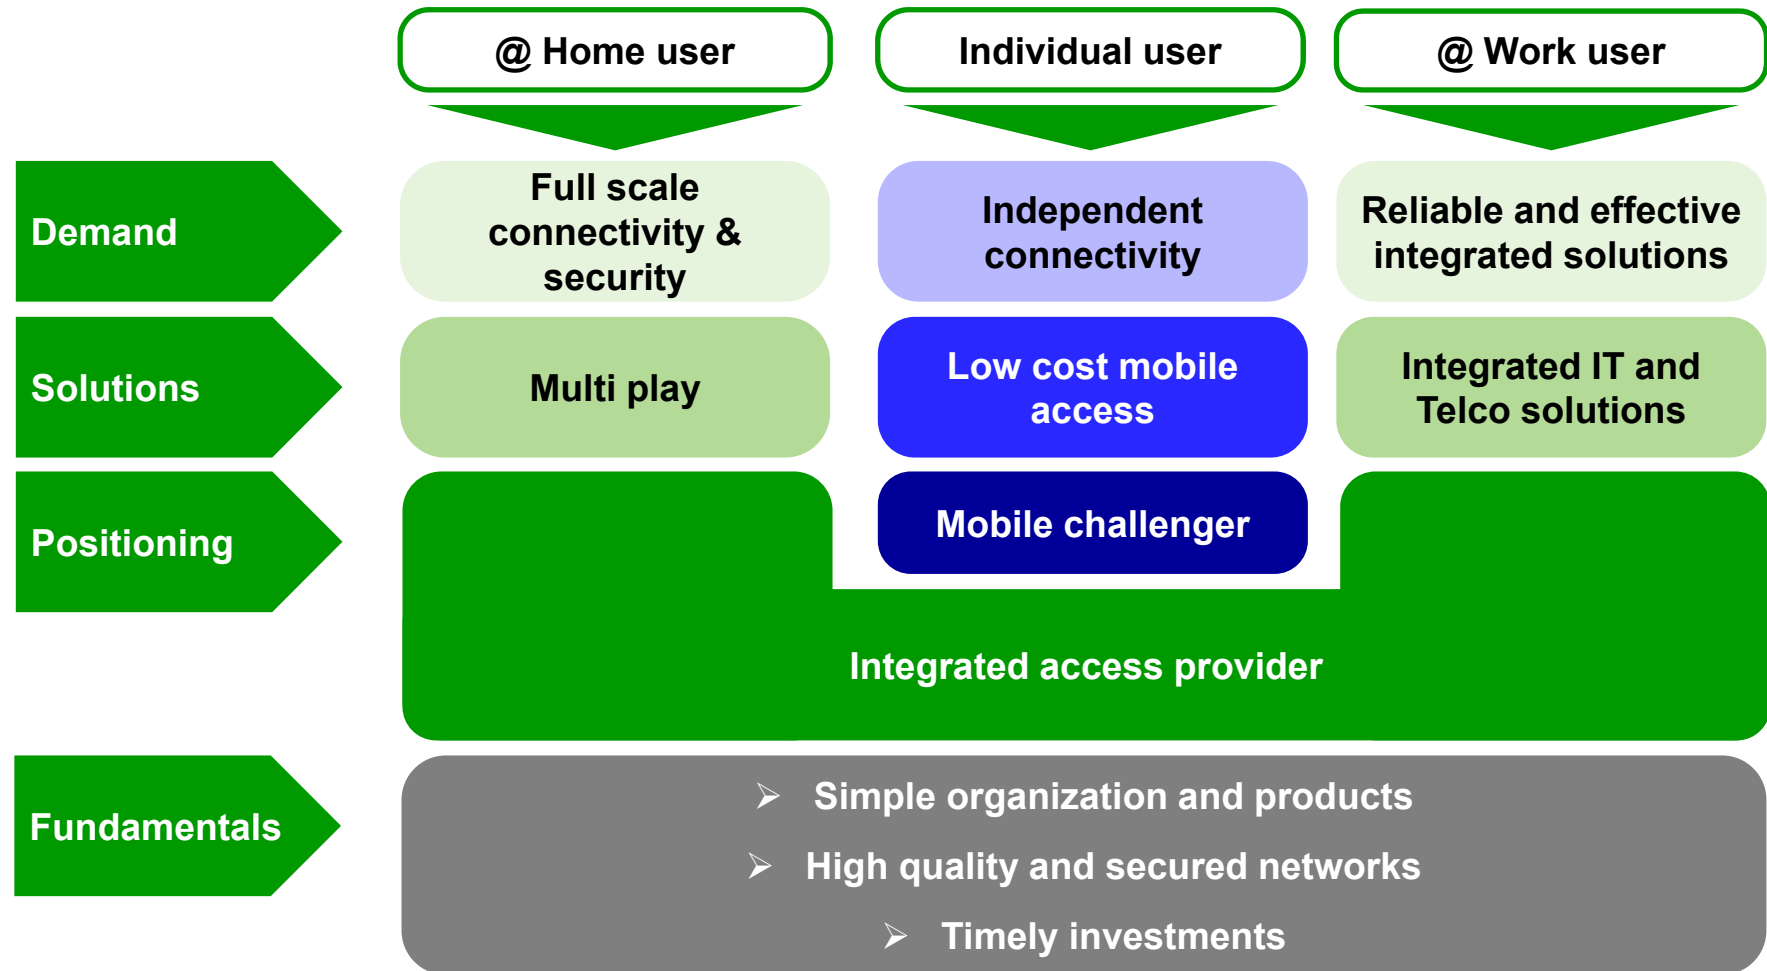 @ Home user
Individual user
@ Work user
Demand
Full scale
connectivity &
security
Independent
connectivity
Reliable and effective
integrated solutions
Solutions
Multi play
Low cost mobile
access
Integrated IT and
Telco solutions
Positioning
Mobile challenger
Integrated access provider
Fundamentals
➢ Simple organization and products
➢ High quality and secured networks
➢ Timely investments